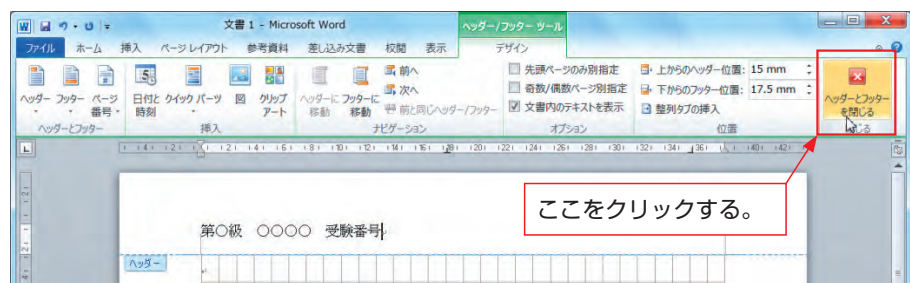 文書 1 - Microsoft Word
ヘッダー/フッター ツール
ファイル ホーム 挿入 ページ レイアウト 参考資料 差し込み文書 校閲 表示 デザイン
ヘッダー フッター ページ番号
日付と時刻 クイック パーツ 図 クリップ アート
ヘッダーに移動 フッターに移動
前へ
次へ
前と同じヘッダー/フッター
先頭ページのみ別指定
奇数/偶数ページ別指定
文書内のテキストを表示
上からのヘッダー位置: 15 mm
下からのフッター位置: 17.5 mm
整列タブの挿入
ヘッダーとフッターを閉じる
ヘッダーとフッター 挿入 ナビゲーション オプション 位置 閉じる
ここをクリックする。
第○級 ○○○○ 受験番号
ヘッダー